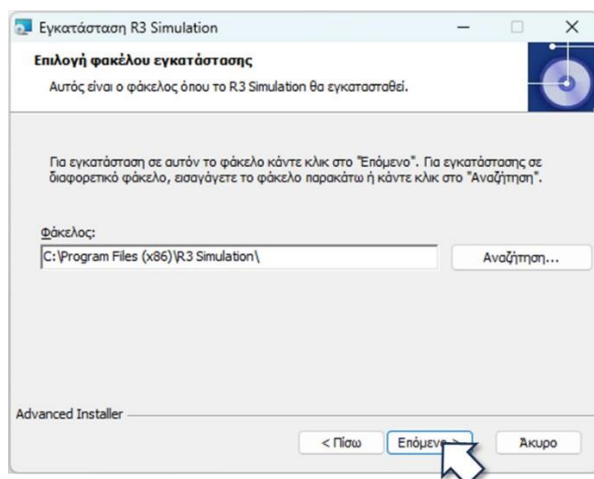 Εγκατάσταση R3 Simulation
Επιλογή φακέλου εγκατάστασης
Αυτός είναι ο φάκελος όπου το R3 Simulation θα εγκατασταθεί.
Για εγκατάσταση σε αυτόν το φάκελο κάντε κλικ στο "Επόμενο". Για εγκατάστασης σε
διαφορετικό φάκελο, εισαγάγετε το φάκελο παρακάτω ή κάντε κλικ στο "Αναζήτηση".
Φάκελος:
C:\Program Files (x86)\R3 Simulation\
Αναζήτηση...
Advanced Installer
< Πίσω
Επόμενο >
Άκυρο